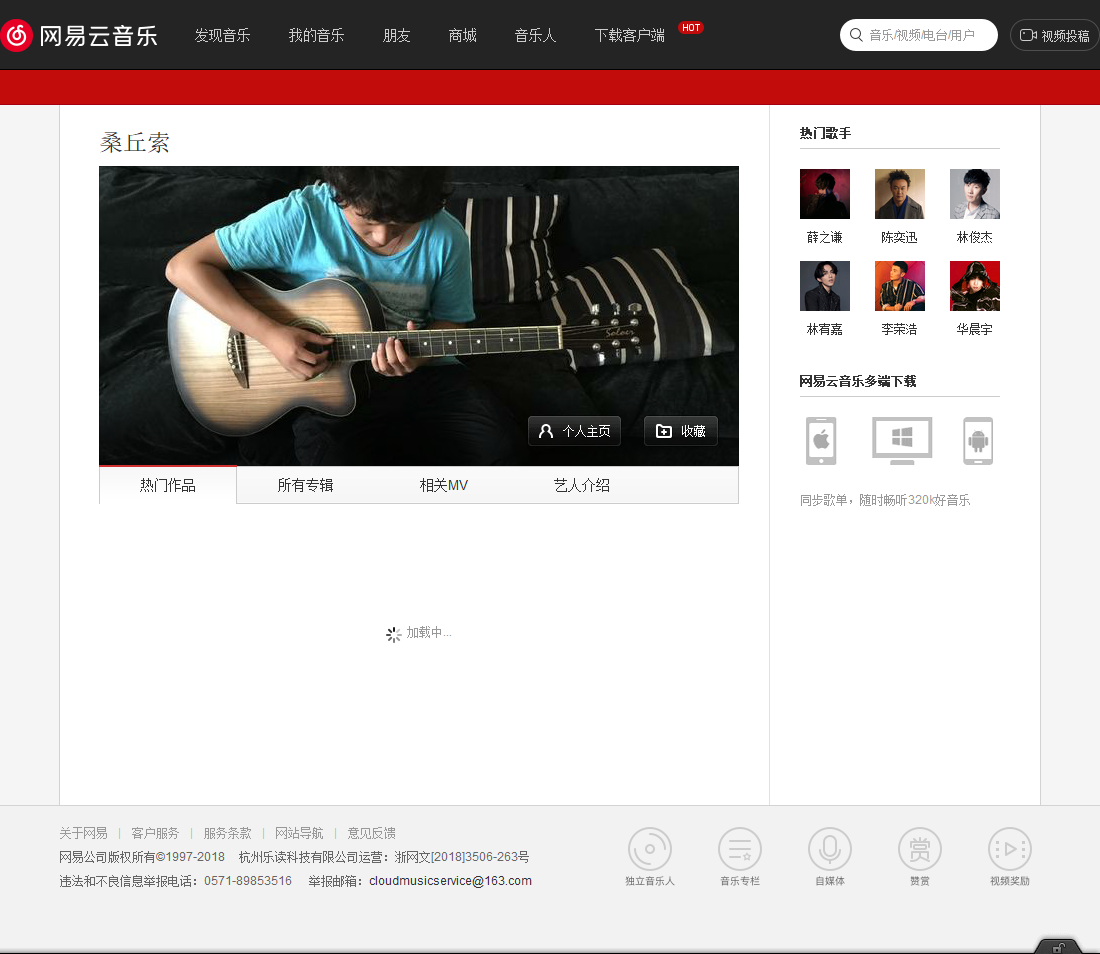 网易云音乐 发现音乐 我的音乐 朋友 商城 音乐人 下载客户端 HOT 音乐/视频/电台/用户 视频投稿
桑丘索
Soloer
个人主页 收藏
热门作品 所有专辑 相关MV 艺人介绍
加载中...
热门歌手
薛之谦 陈奕迅 林俊杰
林宥嘉 李荣浩 华晨宇
网易云音乐多端下载
同步歌单，随时畅听320k好音乐
关于网易 | 客户服务 | 服务条款 | 网站导航 | 意见反馈
网易公司版权所有©1997-2018 杭州乐读科技有限公司运营：浙网文[2018]3506-263号
违法和不良信息举报电话：0571-89853516 举报邮箱：cloudmusicservice@163.com
赏
独立音乐人 音乐专栏 自媒体 赞赏 视频奖励